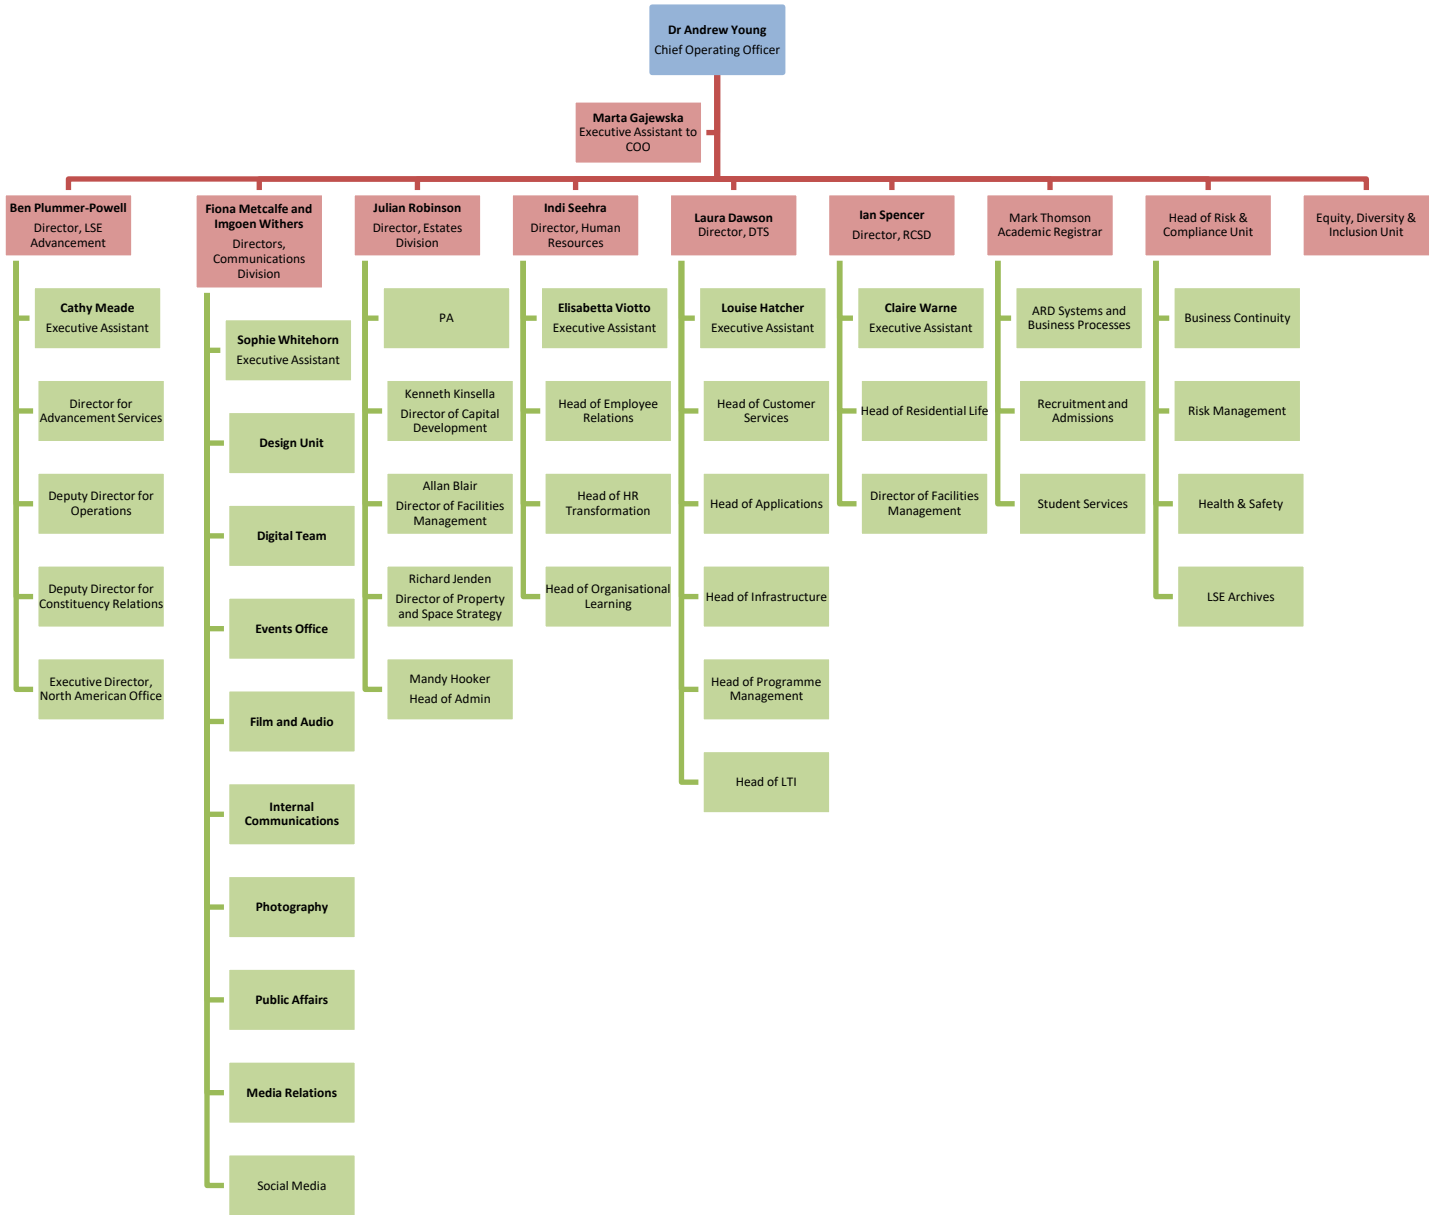 Dr Andrew Young
Chief Operating Officer
Marta Gajewska
Executive Assistant to
COO
Ben Plummer-Powell
Director, LSE
Advancement
Cathy Meade
Executive Assistant
Director for
Advancement Services
Deputy Director for
Operations
Deputy Director for
Constituency Relations
Executive Director,
North American Office
Fiona Metcalfe and
Imgoen Withers
Directors,
Communications
Division
Sophie Whitehorn
Executive Assistant
Design Unit
Digital Team
Events Office
Film and Audio
Internal
Communications
Photography
Public Affairs
Media Relations
Social Media
Julian Robinson
Director, Estates
Division
PA
Kenneth Kinsella
Director of Capital
Development
Allan Blair
Director of Facilities
Management
Richard Jenden
Director of Property
and Space Strategy
Mandy Hooker
Head of Admin
Indi Seehra
Director, Human
Resources
Elisabetta Viotto
Executive Assistant
Head of Employee
Relations
Head of HR
Transformation
Head of Organisational
Learning
Laura Dawson
Director, DTS
Louise Hatcher
Executive Assistant
Head of Customer
Services
Head of Applications
Head of Infrastructure
Head of Programme
Management
Head of LTI
Ian Spencer
Director, RCSD
Claire Warne
Executive Assistant
Head of Residential Life
Director of Facilities
Management
Mark Thomson
Academic Registrar
ARD Systems and
Business Processes
Recruitment and
Admissions
Student Services
Head of Risk &
Compliance Unit
Business Continuity
Risk Management
Health & Safety
LSE Archives
Equity, Diversity &
Inclusion Unit